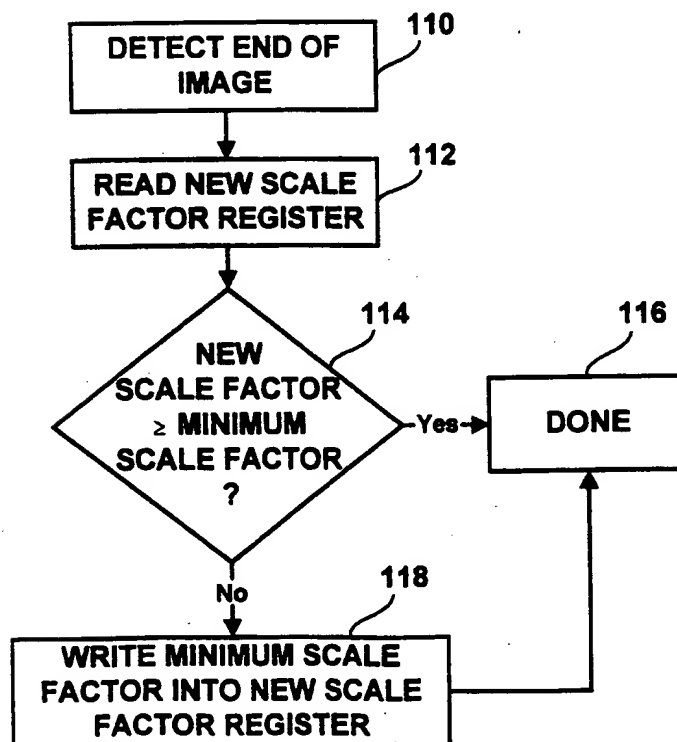 110
DETECT END OF
IMAGE
112
READ NEW SCALE
FACTOR REGISTER
114
NEW
SCALE FACTOR
≥ MINIMUM
SCALE FACTOR
?
Yes
116
DONE
No
118
WRITE MINIMUM SCALE
FACTOR INTO NEW SCALE
FACTOR REGISTER